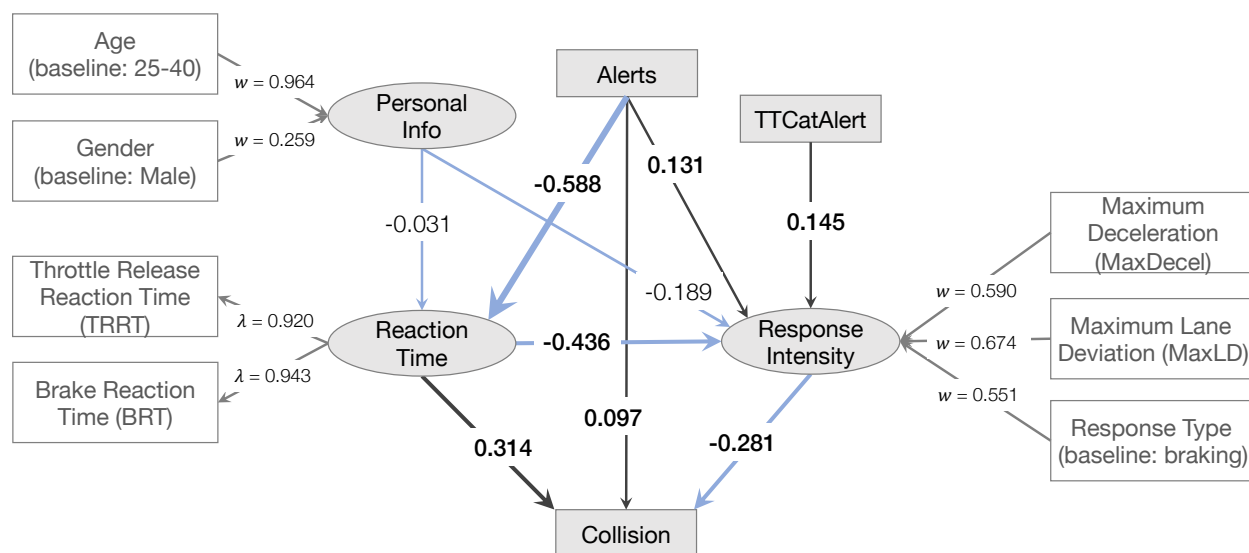 Age
(baseline: 25-40)
w = 0.964
Gender
(baseline: Male)
w = 0.259
Personal
Info
Alerts
TTCatAlert
-0.588
0.131
-0.031
0.145
-0.189
Throttle Release
Reaction Time
(TRRT)
λ = 0.920
Brake Reaction
Time (BRT)
λ = 0.943
Reaction
Time
-0.436
Response
Intensity
Maximum
Deceleration
(MaxDecel)
w = 0.590
Maximum Lane
Deviation (MaxLD)
w = 0.674
Response Type
(baseline: braking)
w = 0.551
0.314
0.097
-0.281
Collision